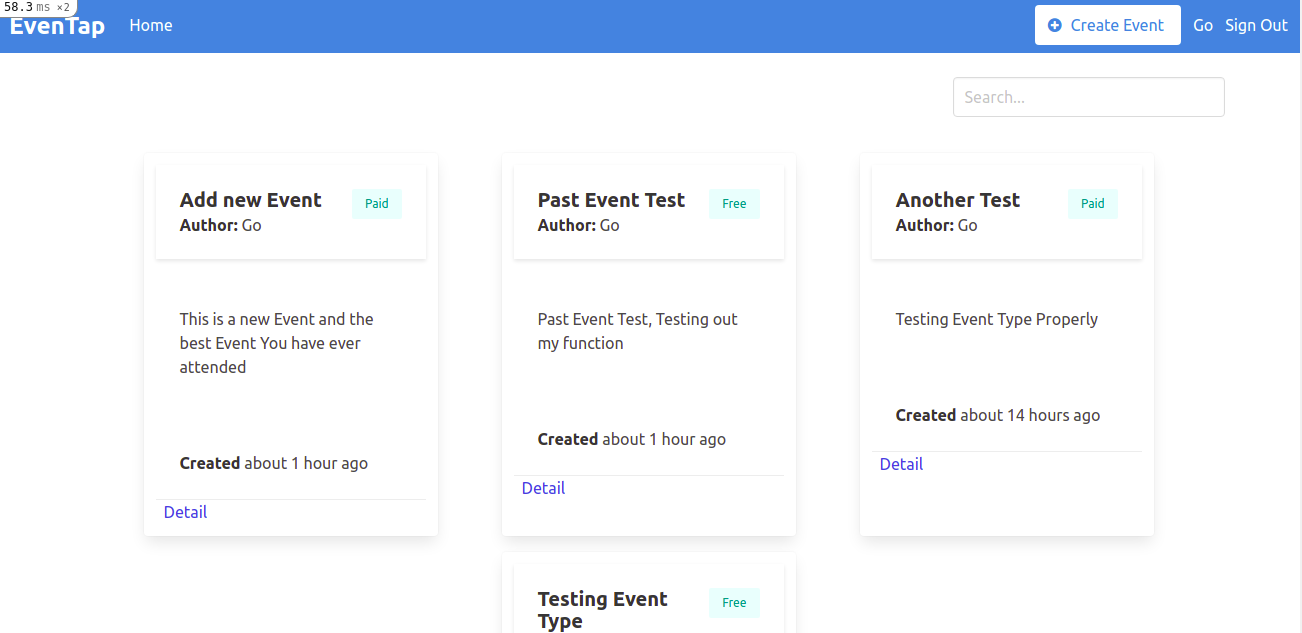 58.3 ms ×2
EvenTap Home Create Event Go Sign Out
Search...
Add new Event Paid
Author: Go
This is a new Event and the
best Event You have ever
attended
Created about 1 hour ago
Detail
Past Event Test Free
Author: Go
Past Event Test, Testing out
my function
Created about 1 hour ago
Detail
Another Test Paid
Author: Go
Testing Event Type Properly
Created about 14 hours ago
Detail
Testing Event Free
Type